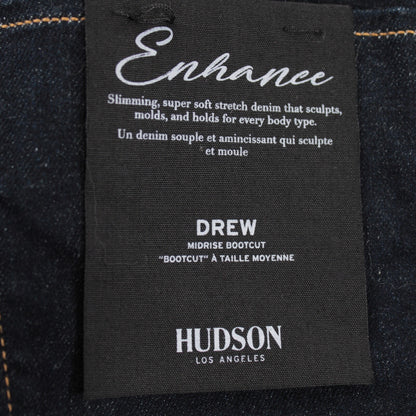 Enhance
Slimming, super soft stretch denim that sculpts,
molds, and holds for every body type.
Un denim souple et amincissant qui sculpte
et moule
DREW
MIDRISE BOOTCUT
"BOOTCUT" À TAILLE MOYENNE
HUDSON
LOS ANGELES